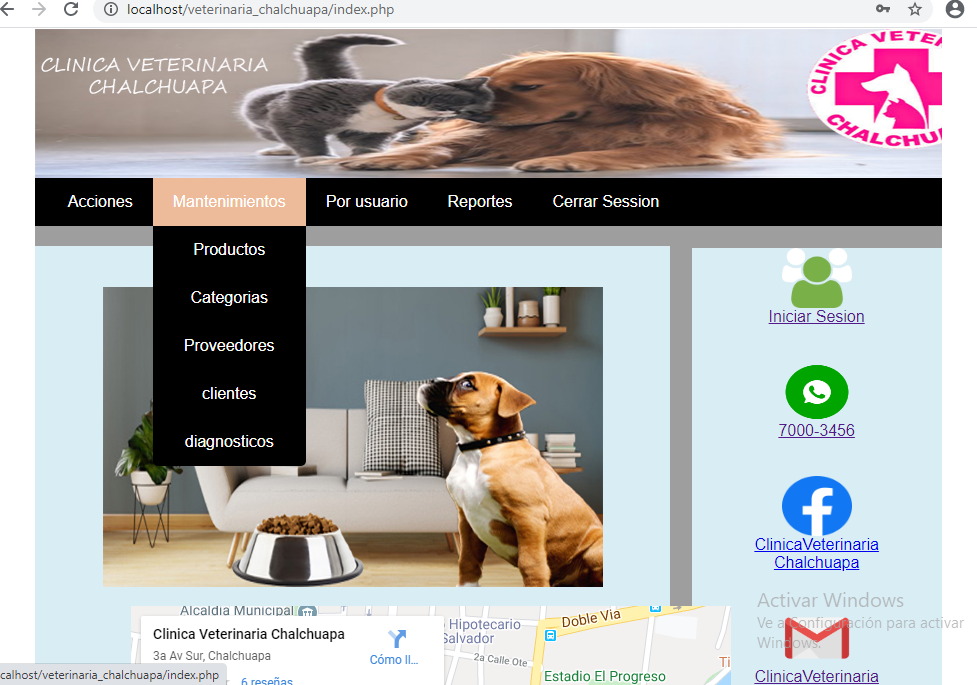 localhost/veterinaria_chalchuapa/index.php
CLINICA VETERINARIA
CHALCHUAPA
CLINICA VETER
CHALCHU
Acciones
Mantenimientos
Por usuario
Reportes
Cerrar Session
Productos
Categorias
Proveedores
clientes
diagnosticos
Iniciar Sesion
7000-3456
ClinicaVeterinaria
Chalchuapa
Activar Windows
Ve a Configuración para activar
Windows.
ClinicaVeterinaria
Alcaldia Municipal
Clinica Veterinaria Chalchuapa
3a Av Sur, Chalchuapa
6 reseñas
Cómo ll...
Hipotecario
Salvador
2a Calle Ote
Doble Via
Estadio El Progreso
Ti
calhost/veterinaria_chalchuapa/index.php